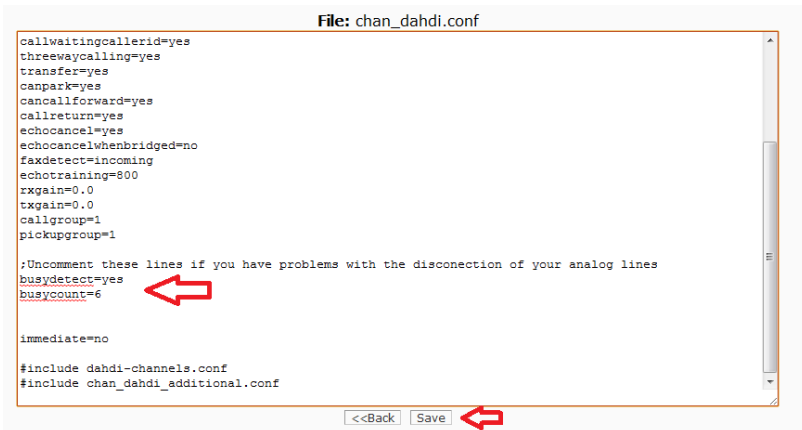 File: chan_dahdi.conf
callwaitingcallerid=yes
threewaycalling=yes
transfer=yes
canpark=yes
cancallforward=yes
callreturn=yes
echocancel=yes
echocancelwhenbridged=no
faxdetect=incoming
echotraining=800
rxgain=0.0
txgain=0.0
callgroup=1
pickupgroup=1
;Uncomment these lines if you have problems with the disconection of your analog lines
busydetect=yes
busycount=6
immediate=no
#include dahdi-channels.conf
#include chan_dahdi_additional.conf
<<Back Save